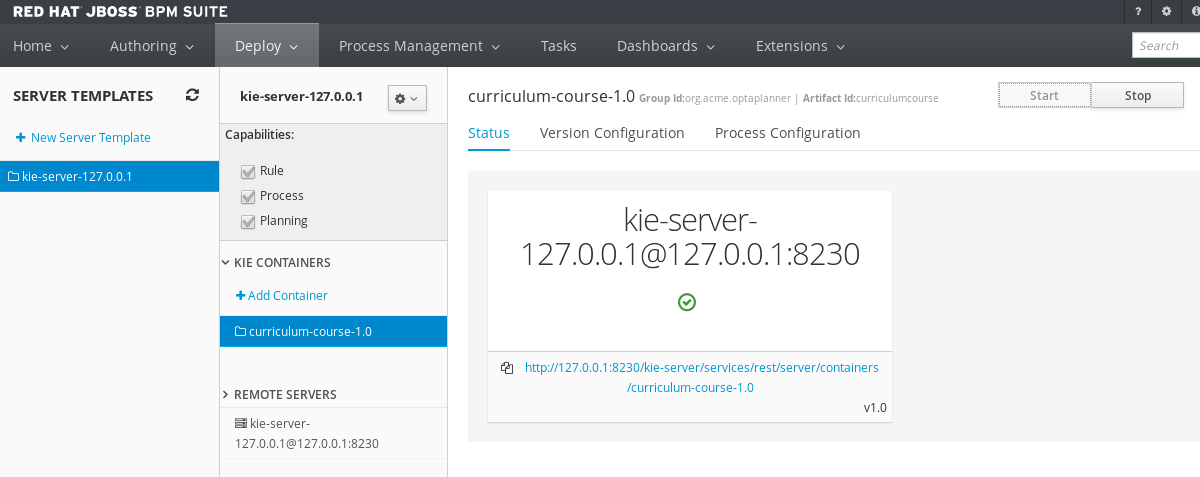 RED HAT JBOSS BPM SUITE
?
Home
Authoring
Deploy
Process Management
Tasks
Dashboards
Extensions
Search
SERVER TEMPLATES
New Server Template
kie-server-127.0.0.1
kie-server-127.0.0.1
Capabilities:
Rule
Process
Planning
KIE CONTAINERS
Add Container
curriculum-course-1.0
REMOTE SERVERS
kie-server-
127.0.0.1@127.0.0.1:8230
curriculum-course-1.0 Group Id:org.acme.optaplanner | Artifact Id:curriculumcourse
Start
Stop
Status
Version Configuration
Process Configuration
kie-server-
127.0.0.1@127.0.0.1:8230
http://127.0.0.1:8230/kie-server/services/rest/server/containers
/curriculum-course-1.0
v1.0